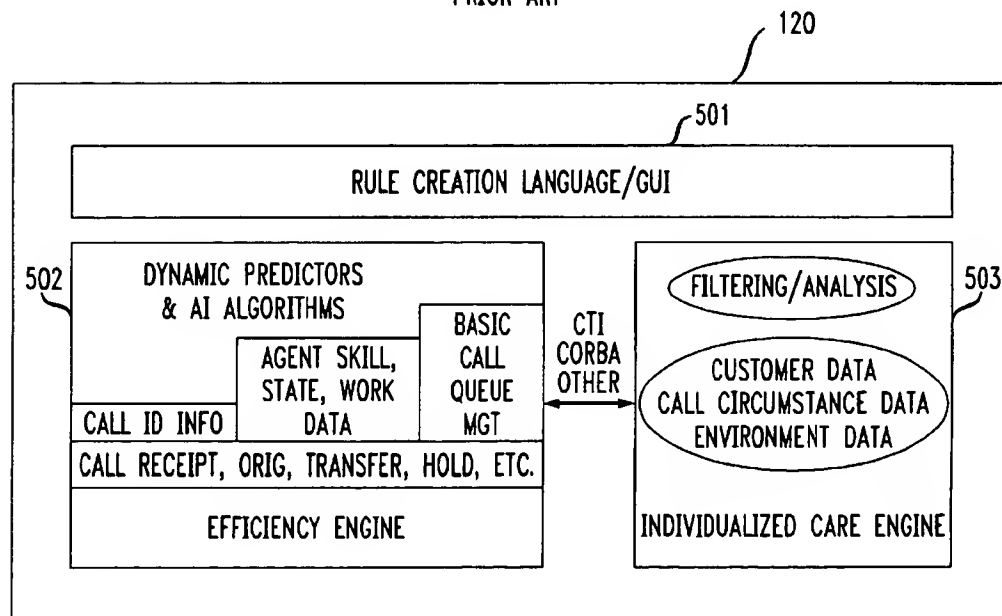 PRIOR ART
120
501
RULE CREATION LANGUAGE/GUI
502
DYNAMIC PREDICTORS
& AI ALGORITHMS
CALL ID INFO
AGENT SKILL,
STATE, WORK
DATA
BASIC
CALL
QUEUE
MGT
CALL RECEIPT, ORIG, TRANSFER, HOLD, ETC.
EFFICIENCY ENGINE
CTI
CORBA
OTHER
503
FILTERING/ANALYSIS
CUSTOMER DATA
CALL CIRCUMSTANCE DATA
ENVIRONMENT DATA
INDIVIDUALIZED CARE ENGINE